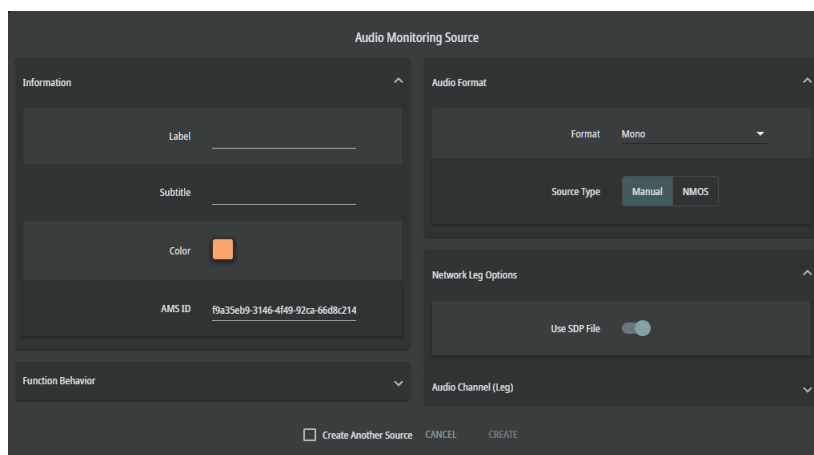 Audio Monitoring Source
Information
Label
Subtitle
Color
AMS ID f9a35eb9-3146-4f49-92ca-66d8c214
Function Behavior
Audio Format
Format Mono
Source Type Manual NMOS
Network Leg Options
Use SDP File
Audio Channel (Leg)
Create Another Source CANCEL CREATE